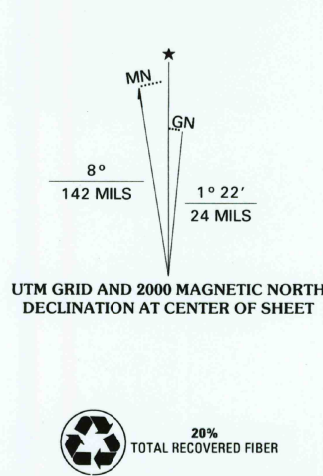 MN
GN
8°
142 MILS
1° 22′
24 MILS
UTM GRID AND 2000 MAGNETIC NORTH
DECLINATION AT CENTER OF SHEET
20%
TOTAL RECOVERED FIBER